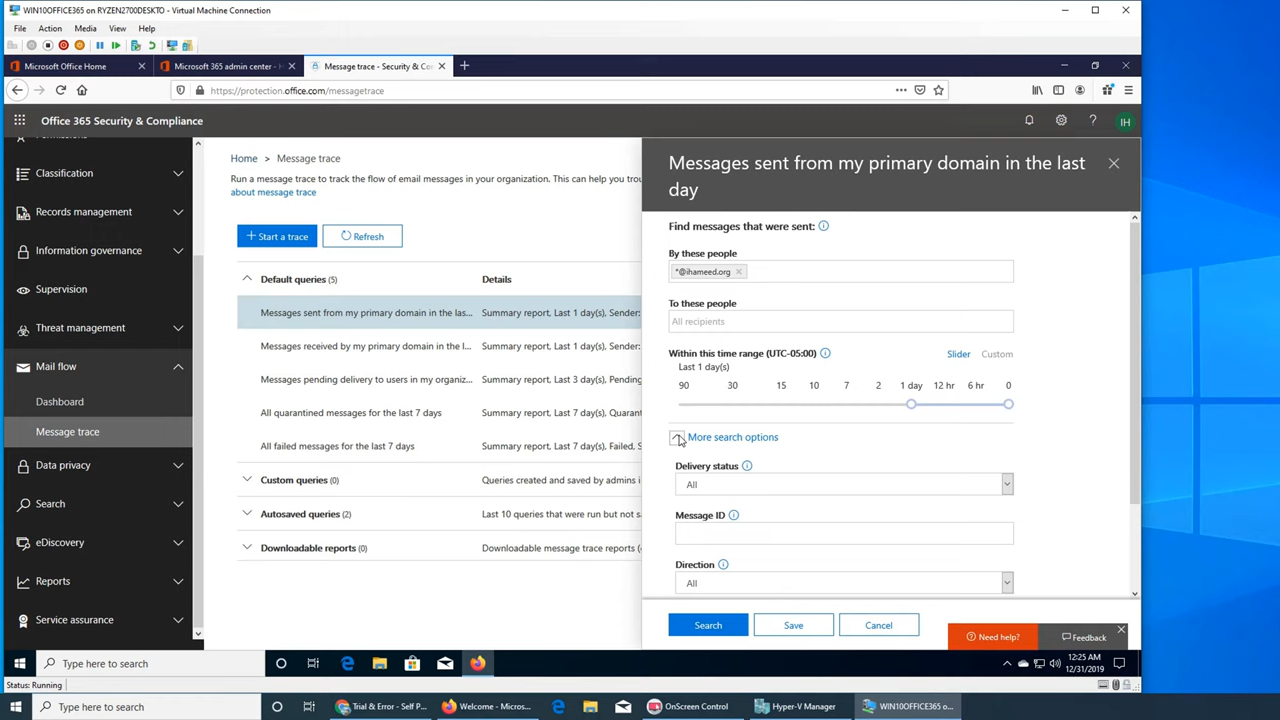 WIN10OFFICE365 on RYZEN2700DESKTO - Virtual Machine Connection
File Action Media View Help
Microsoft Office Home
Microsoft 365 admin center - H
Message trace - Security & Co
https://protection.office.com/messagetrace
Office 365 Security & Compliance
IH
Classification
Records management
Information governance
Supervision
Threat management
Mail flow
Dashboard
Message trace
Data privacy
Search
eDiscovery
Reports
Service assurance
Home > Message trace
Run a message trace to track the flow of email messages in your organization. This can help you trou
about message trace
+ Start a trace
Refresh
Default queries (5) Details
Messages sent from my primary domain in the las... Summary report, Last 1 day(s), Sender:
Messages received by my primary domain in the l... Summary report, Last 1 day(s), Sender:
Messages pending delivery to users in my organiz... Summary report, Last 3 day(s), Pending
All quarantined messages for the last 7 days Summary report, Last 7 day(s), Quaran
All failed messages for the last 7 days Summary report, Last 7 day(s), Failed, S
Custom queries (0) Queries created and saved by admins i
Autosaved queries (2) Last 10 queries that were run but not s
Downloadable reports (0) Downloadable message trace reports (
Messages sent from my primary domain in the last
day
Find messages that were sent:
By these people
*@ihameed.org
To these people
All recipients
Within this time range (UTC-05:00) Slider Custom
Last 1 day(s)
90 30 15 10 7 2 1 day 12 hr 6 hr 0
More search options
Delivery status
All
Message ID
Direction
All
Search Save Cancel
Need help?
Feedback
Type here to search
12:25 AM
12/31/2019
Status: Running
Type here to search
Trial & Error - Self P...
Welcome - Micros...
OnScreen Control
Hyper-V Manager
WIN10OFFICE365 o...